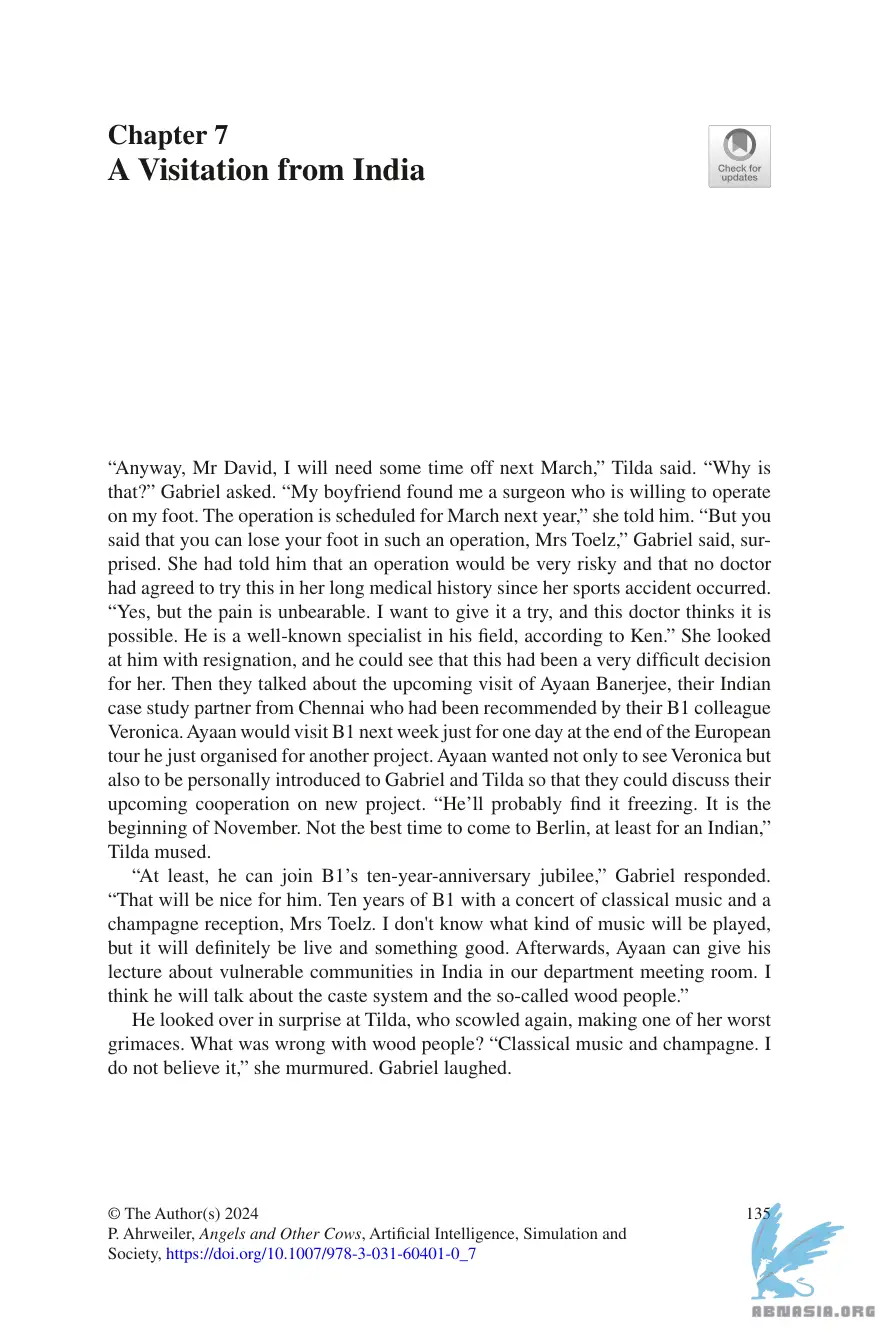 Chapter 7
A Visitation from India
Check for
updates
“Anyway, Mr David, I will need some time off next March,” Tilda said. “Why is
that?” Gabriel asked. “My boyfriend found me a surgeon who is willing to operate
on my foot. The operation is scheduled for March next year,” she told him. “But you
said that you can lose your foot in such an operation, Mrs Toelz,” Gabriel said, sur-
prised. She had told him that an operation would be very risky and that no doctor
had agreed to try this in her long medical history since her sports accident occurred.
“Yes, but the pain is unbearable. I want to give it a try, and this doctor thinks it is
possible. He is a well-known specialist in his field, according to Ken.” She looked
at him with resignation, and he could see that this had been a very difficult decision
for her. Then they talked about the upcoming visit of Ayaan Banerjee, their Indian
case study partner from Chennai who had been recommended by their B1 colleague
Veronica. Ayaan would visit B1 next week just for one day at the end of the European
tour he just organised for another project. Ayaan wanted not only to see Veronica but
also to be personally introduced to Gabriel and Tilda so that they could discuss their
upcoming cooperation on new project. “He’ll probably find it freezing. It is the
beginning of November. Not the best time to come to Berlin, at least for an Indian,”
Tilda mused.
“At least, he can join B1’s ten-year-anniversary jubilee,” Gabriel responded.
“That will be nice for him. Ten years of B1 with a concert of classical music and a
champagne reception, Mrs Toelz. I don't know what kind of music will be played,
but it will definitely be live and something good. Afterwards, Ayaan can give his
lecture about vulnerable communities in India in our department meeting room. I
think he will talk about the caste system and the so-called wood people.”
He looked over in surprise at Tilda, who scowled again, making one of her worst
grimaces. What was wrong with wood people? “Classical music and champagne. I
do not believe it,” she murmured. Gabriel laughed.
© The Author(s) 2024
135
P. Ahrweiler, Angels and Other Cows, Artificial Intelligence, Simulation and
Society, https://doi.org/10.1007/978-3-031-60401-0_7
ABNASIA.ORG